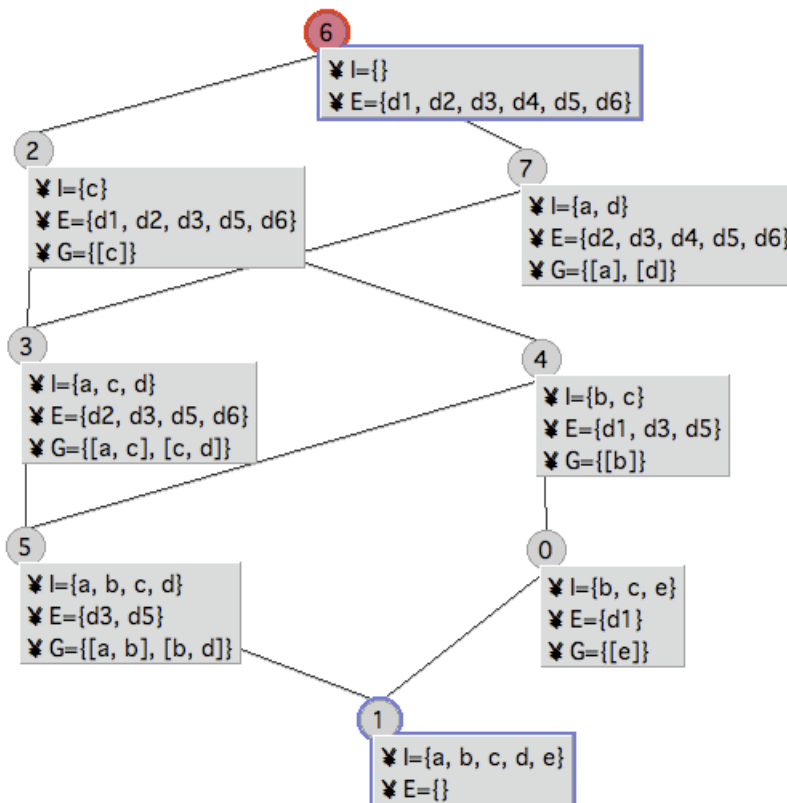 6
¥ I={}
¥ E={d1, d2, d3, d4, d5, d6}
2
¥ I={c}
¥ E={d1, d2, d3, d5, d6}
¥ G={[c]}
7
¥ I={a, d}
¥ E={d2, d3, d4, d5, d6}
¥ G={[a], [d]}
3
¥ I={a, c, d}
¥ E={d2, d3, d5, d6}
¥ G={[a, c], [c, d]}
4
¥ I={b, c}
¥ E={d1, d3, d5}
¥ G={[b]}
5
¥ I={a, b, c, d}
¥ E={d3, d5}
¥ G={[a, b], [b, d]}
0
¥ I={b, c, e}
¥ E={d1}
¥ G={[e]}
1
¥ I={a, b, c, d, e}
¥ E={}